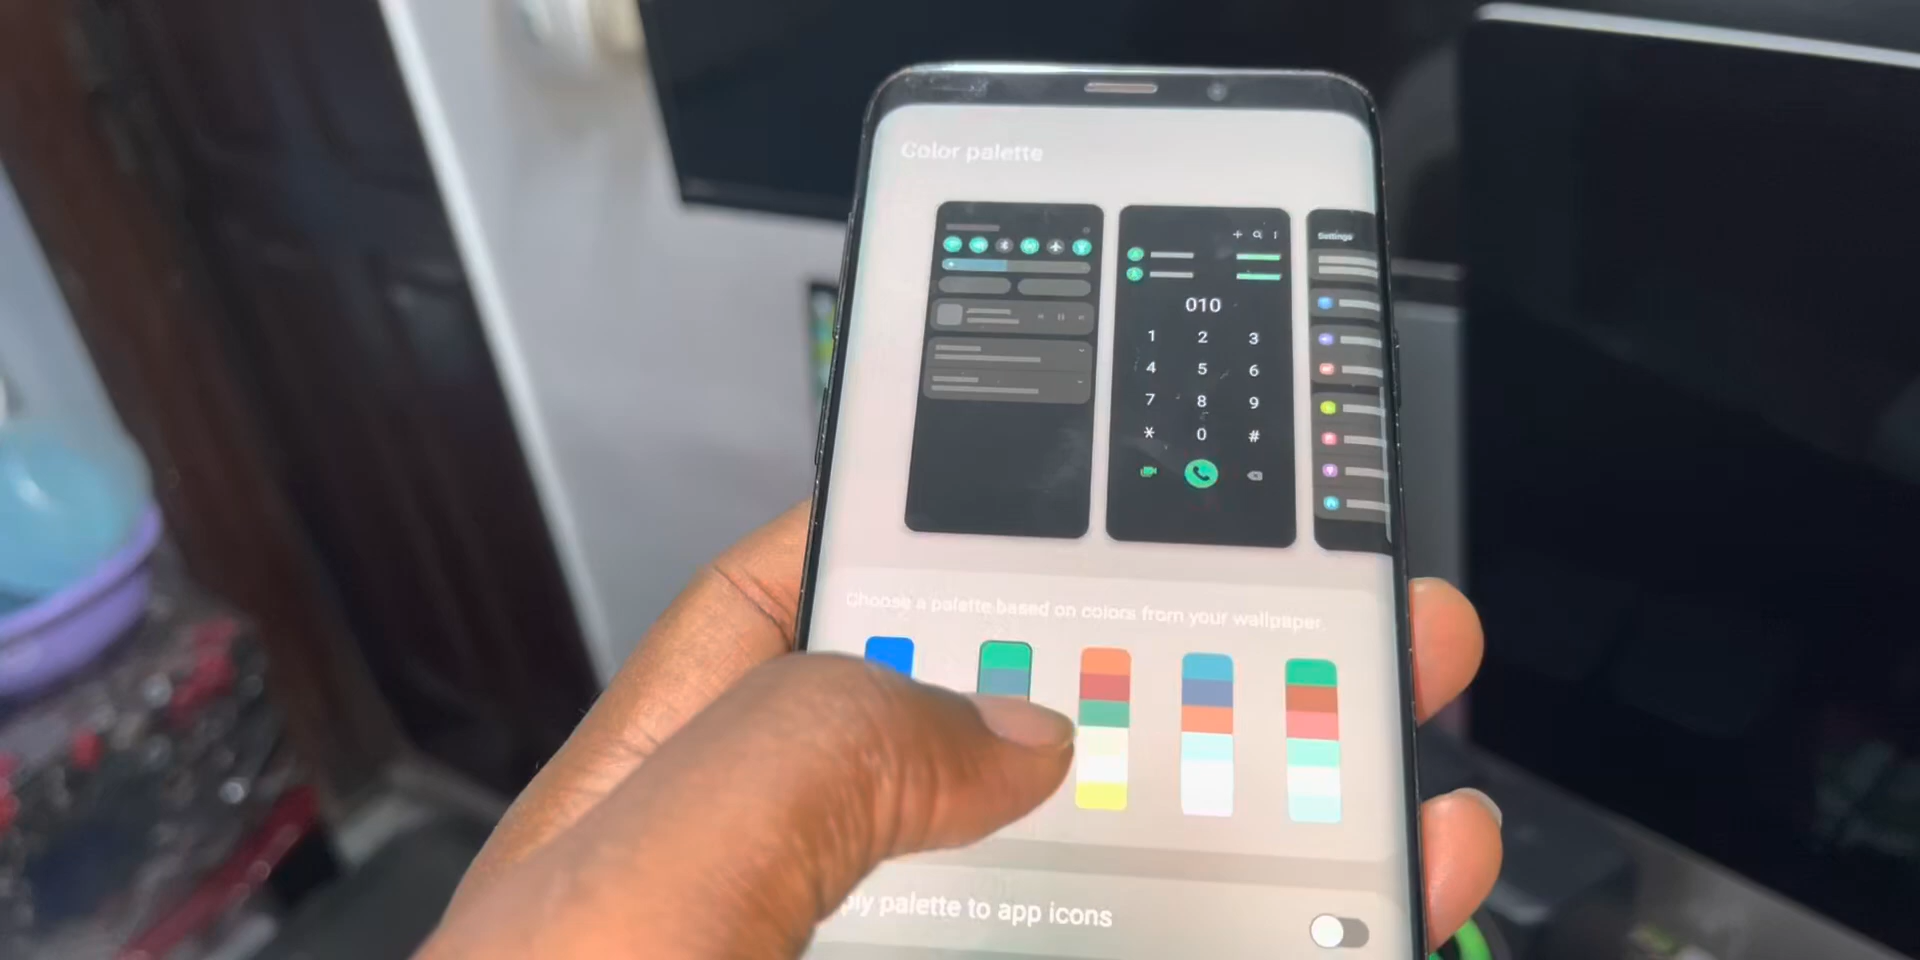 Color palette
Settings
010
1 2 3
4 5 6
7 8 9
* 0 #
Choose a palette based on colors from your wallpaper.
ply palette to app icons